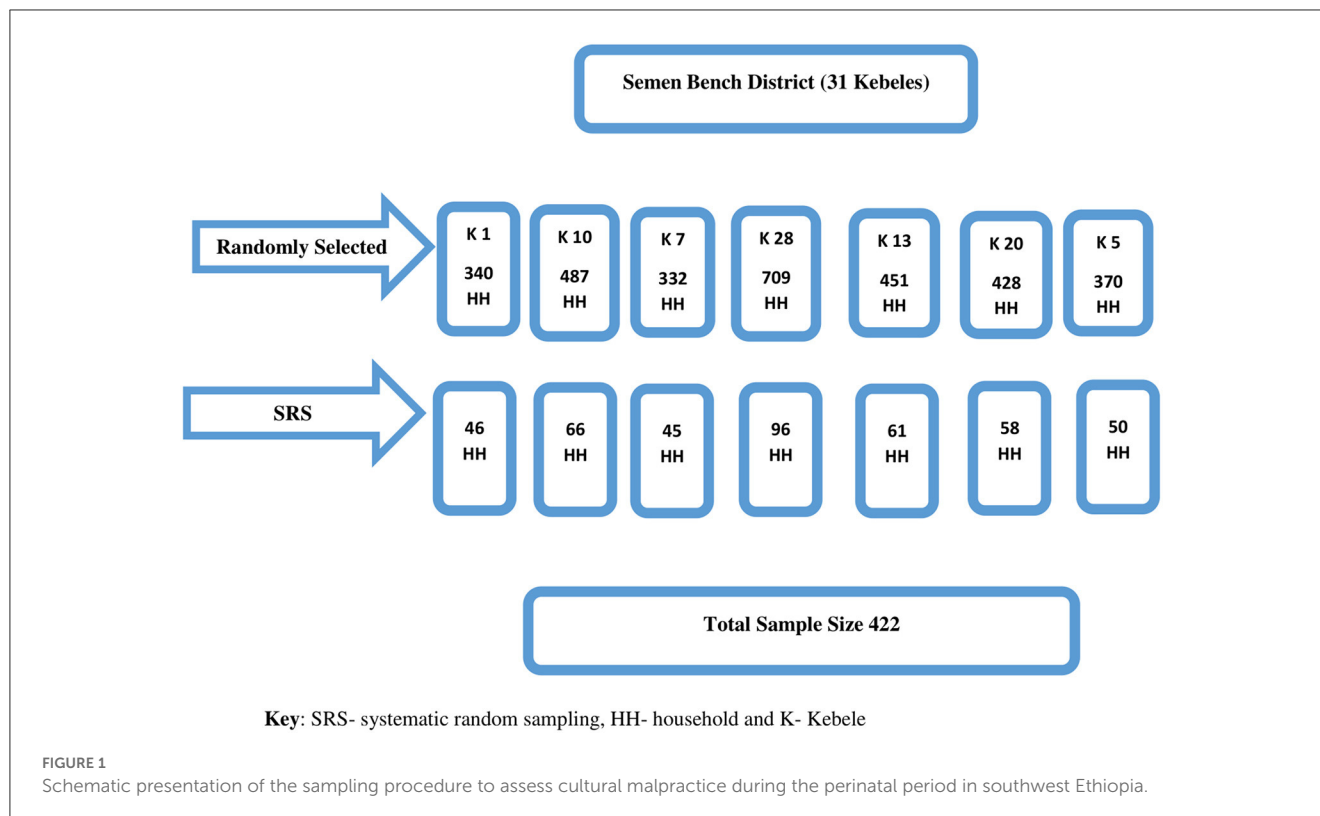 Semen Bench District (31 Kebeles)
Randomly Selected
K 1
340
HH
K 10
487
HH
K 7
332
HH
K 28
709
HH
K 13
451
HH
K 20
428
HH
K 5
370
HH
SRS
46
HH
66
HH
45
HH
96
HH
61
HH
58
HH
50
HH
Total Sample Size 422
Key: SRS- systematic random sampling, HH- household and K- Kebele
FIGURE 1
Schematic presentation of the sampling procedure to assess cultural malpractice during the perinatal period in southwest Ethiopia.